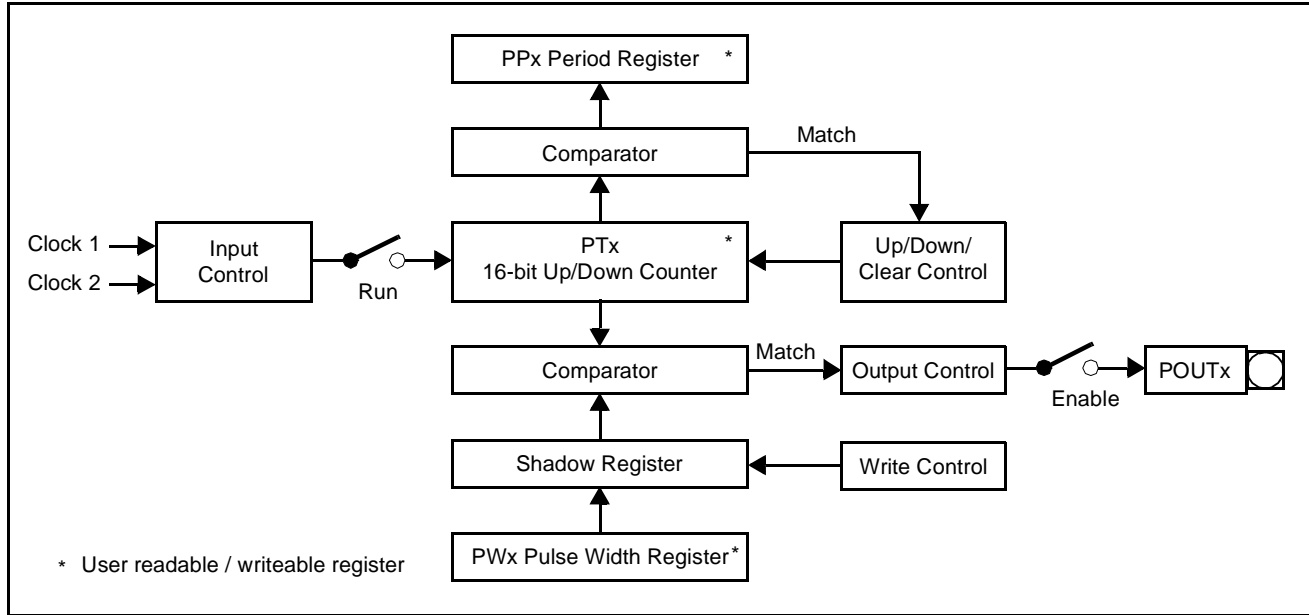 PPx Period Register *
Comparator
Match
Clock 1
Clock 2
Input
Control
Run
PTx *
16-bit Up/Down Counter
Up/Down/
Clear Control
Comparator
Match
Output Control
Enable
POUTx
Shadow Register
Write Control
PWx Pulse Width Register*
* User readable / writeable register